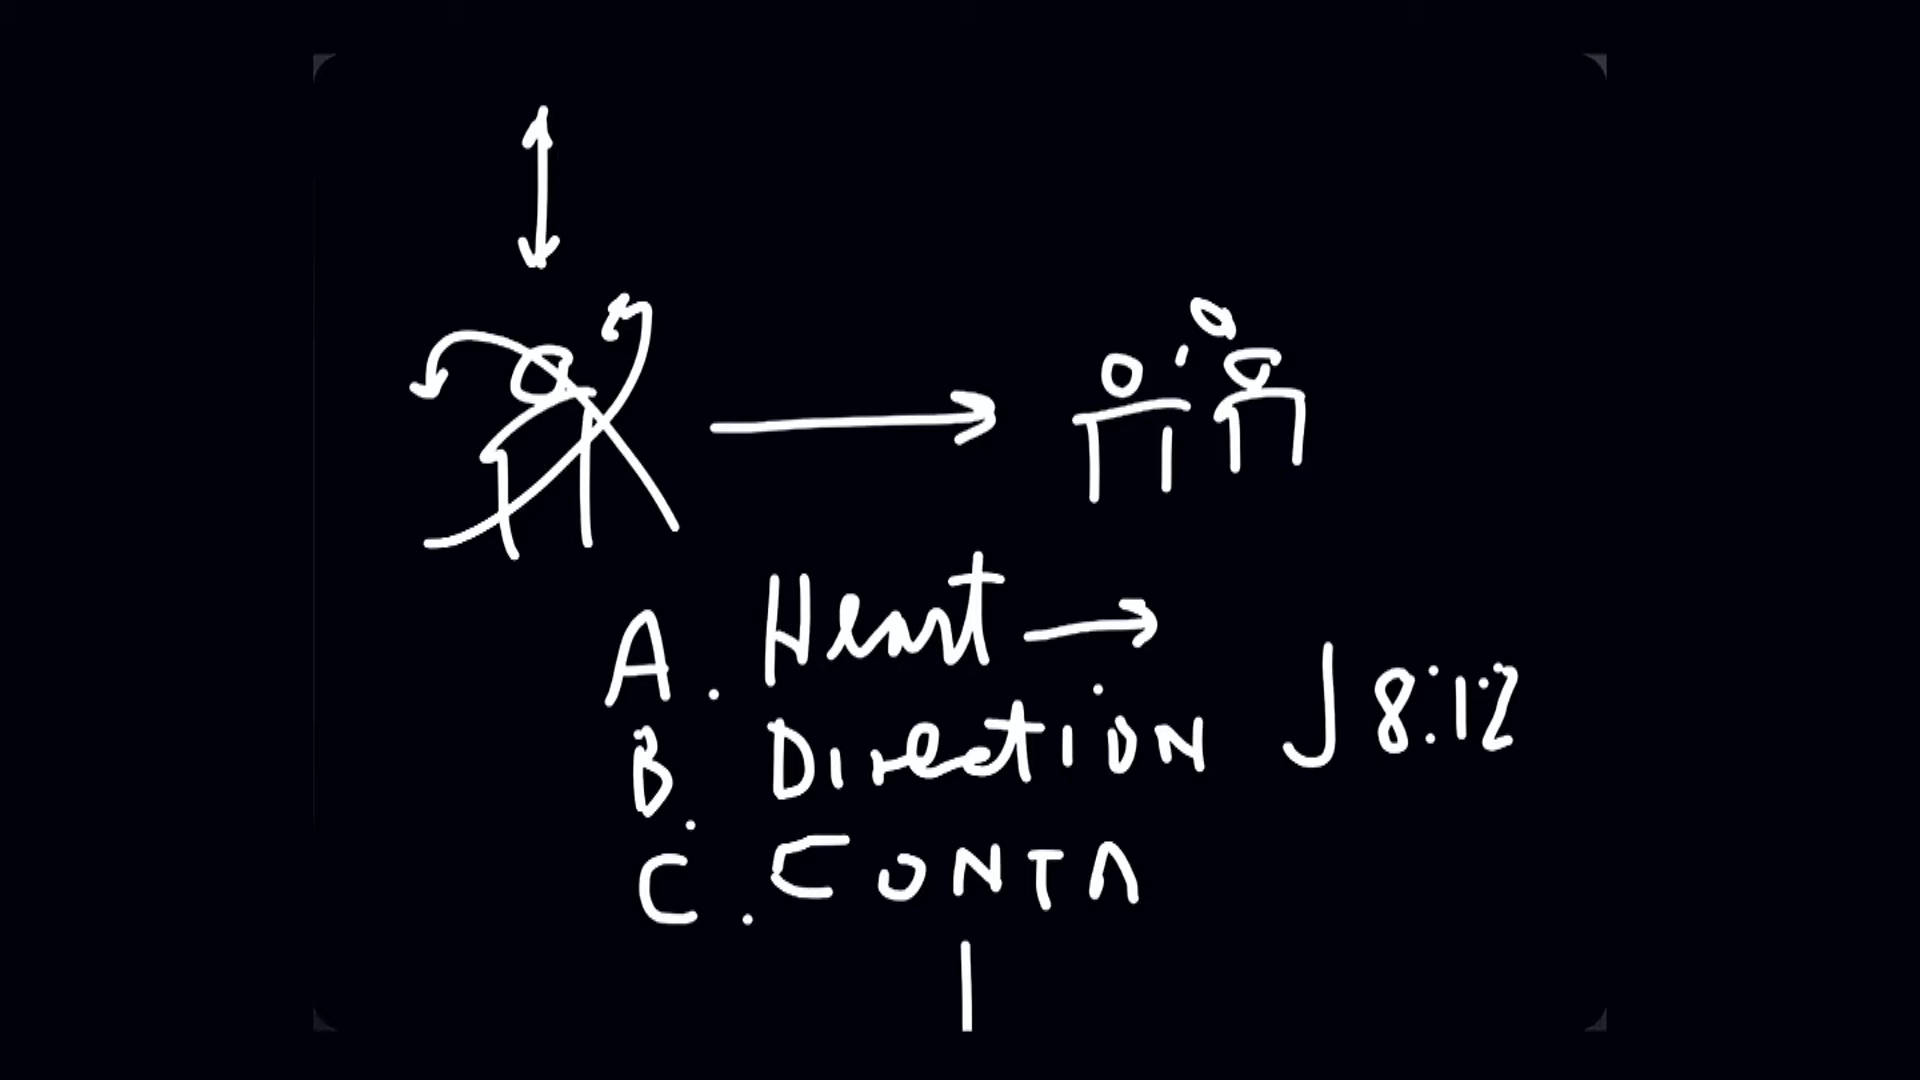 A. Heart →
B. Direction J 8:12
C. CONTA